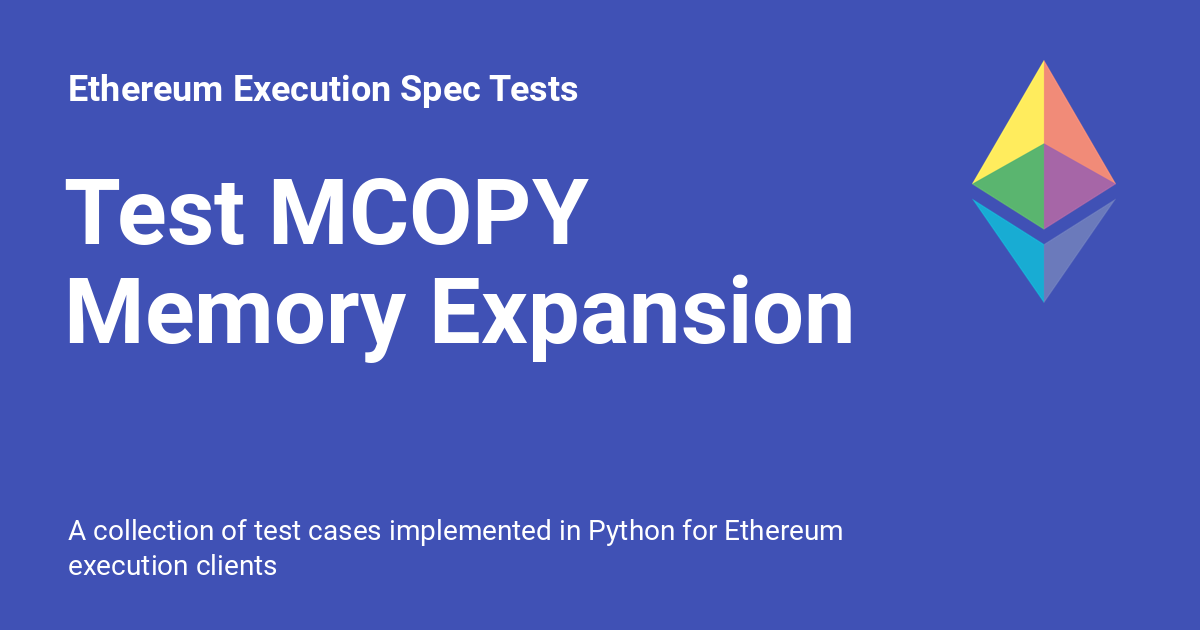 Ethereum Execution Spec Tests
Test MCOPY
Memory Expansion
A collection of test cases implemented in Python for Ethereum
execution clients